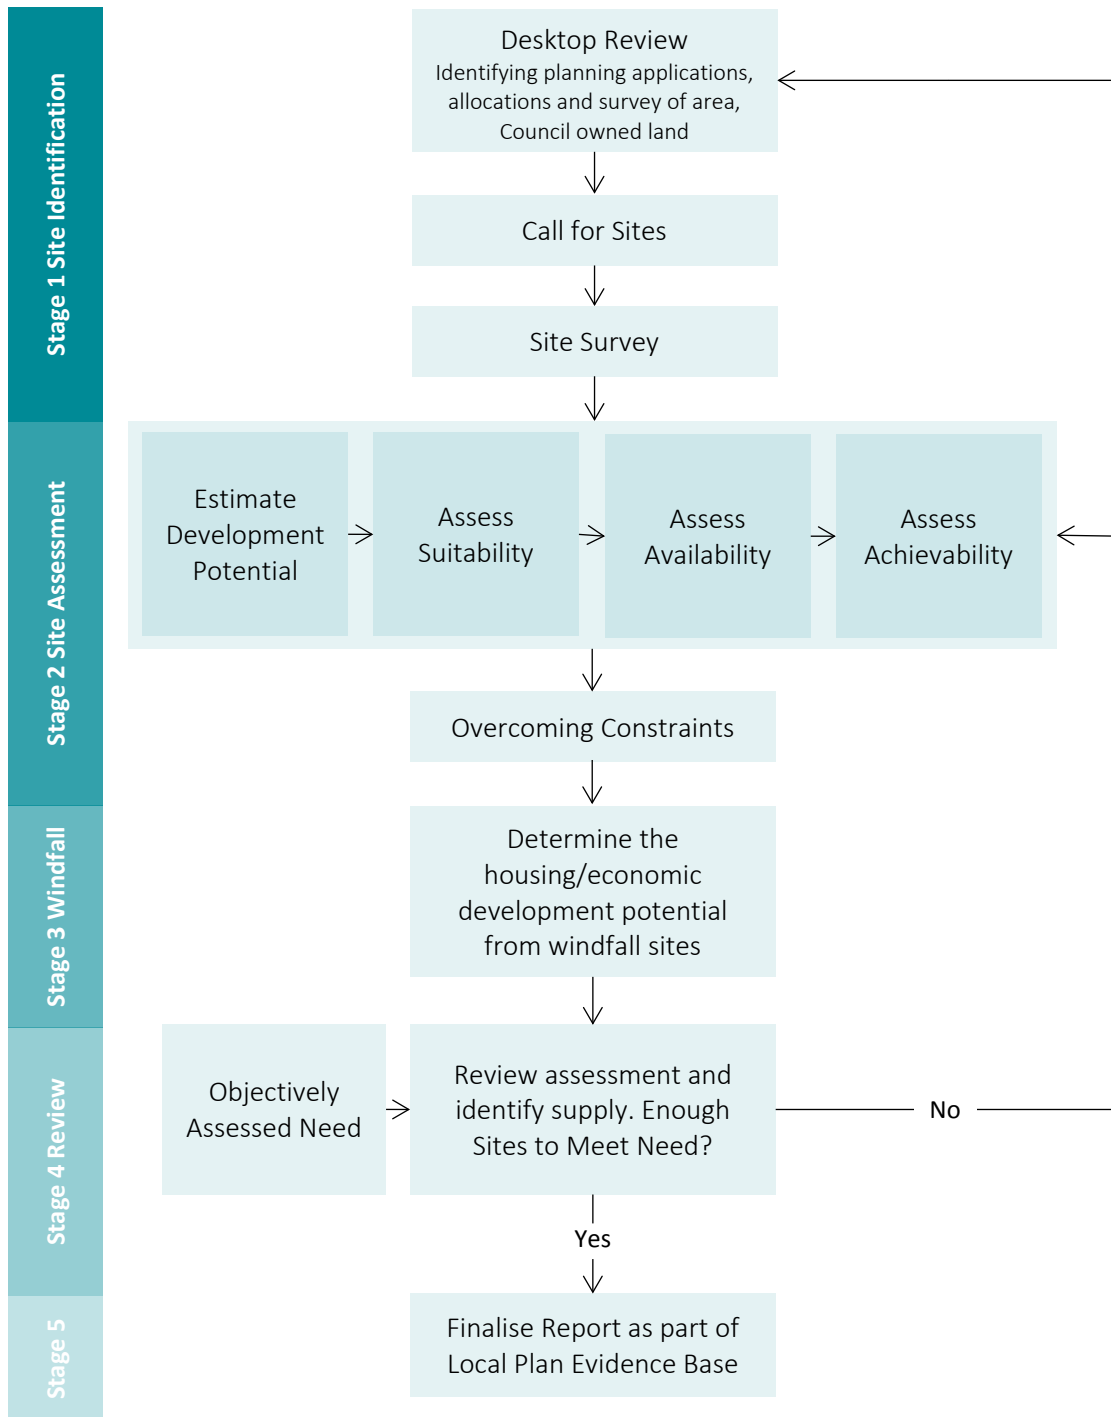 Stage 1 Site Identification
Desktop Review
Identifying planning applications,
allocations and survey of area,
Council owned land
Call for Sites
Site Survey
Stage 2 Site Assessment
Estimate
Development
Potential
Assess
Suitability
Assess
Availability
Assess
Achievability
Overcoming Constraints
Stage 3 Windfall
Determine the
housing/economic
development potential
from windfall sites
Stage 4 Review
Objectively
Assessed Need
Review assessment and
identify supply. Enough
Sites to Meet Need?
No
Yes
Stage 5
Finalise Report as part of
Local Plan Evidence Base